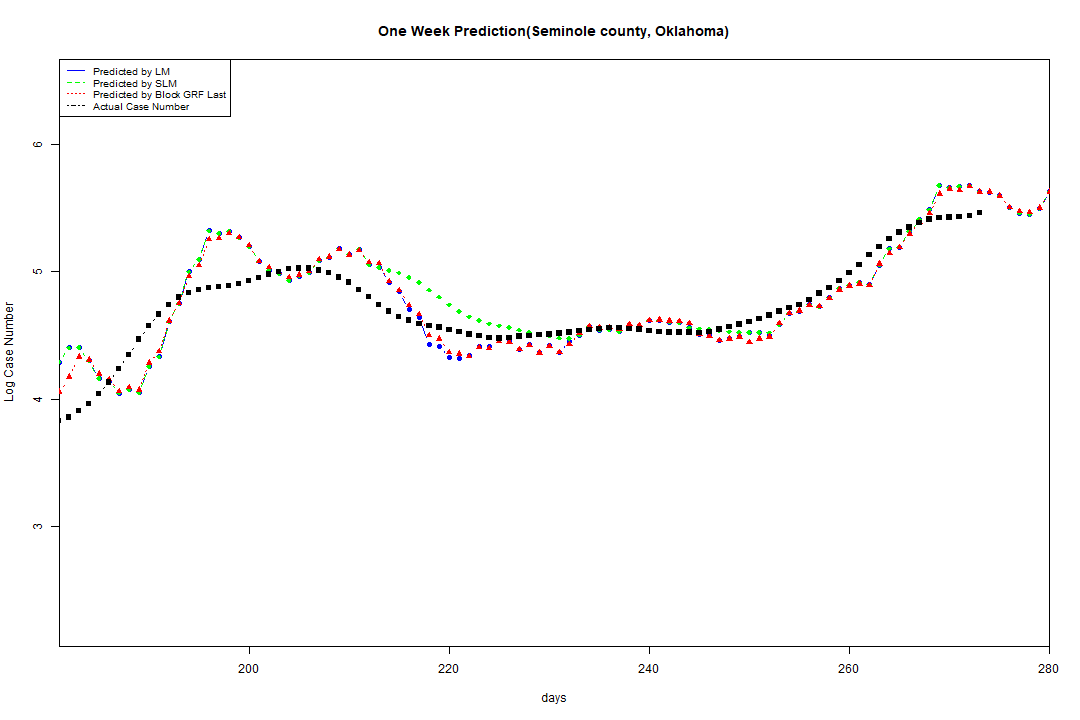 One Week Prediction(Seminole county, Oklahoma)
Predicted by LM
Predicted by SLM
Predicted by Block GRF Last
Actual Case Number
6
5
4
3
Log Case Number
200 220 240 260 280
days